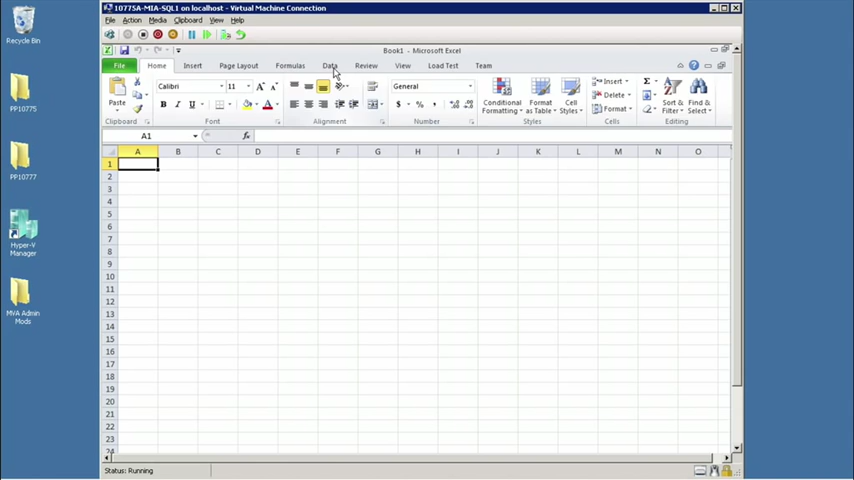 10775A-MIA-SQL1 on localhost - Virtual Machine Connection
File Action Media Clipboard View Help
Book1 - Microsoft Excel
File Home Insert Page Layout Formulas Data Review View Load Test Team
Paste
Calibri 11 A A
General
B I U A
$ % ,
Conditional Formatting
Format as Table
Cell Styles
Insert
Delete
Format
Σ
Sort & Filter
Find & Select
Clipboard Font Alignment Number Styles Cells Editing
A1 fx
A B C D E F G H I J K L M N O
1
2
3
4
5
6
7
8
9
10
11
12
13
14
15
16
17
18
19
20
21
22
23
24
Status: Running
Recycle Bin
PP10775
PP10777
Hyper-V
Manager
MVA Admin
Mods